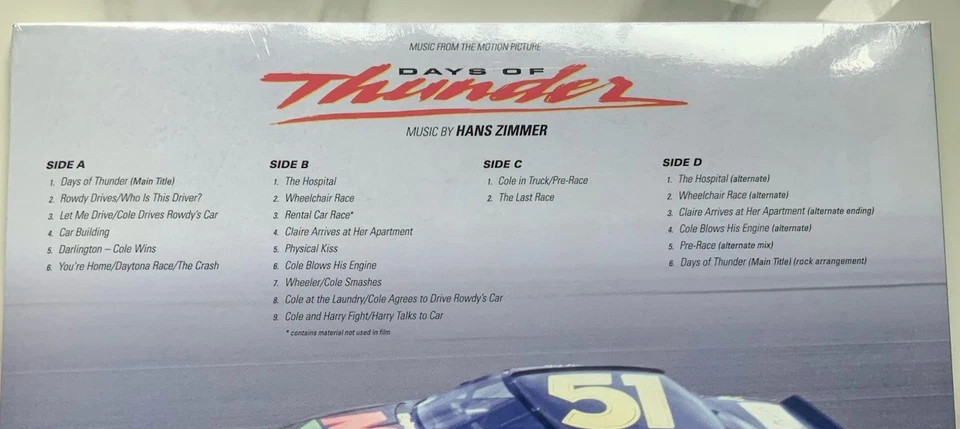 MUSIC FROM THE MOTION PICTURE
DAYS OF
Thunder
MUSIC BY HANS ZIMMER
SIDE A
1. Days of Thunder (Main Title)
2. Rowdy Drives/Who Is This Driver?
3. Let Me Drive/Cole Drives Rowdy's Car
4. Car Building
5. Darlington – Cole Wins
6. You're Home/Daytona Race/The Crash
SIDE B
1. The Hospital
2. Wheelchair Race
3. Rental Car Race*
4. Claire Arrives at Her Apartment
5. Physical Kiss
6. Cole Blows His Engine
7. Wheeler/Cole Smashes
8. Cole at the Laundry/Cole Agrees to Drive Rowdy's Car
9. Cole and Harry Fight/Harry Talks to Car
* contains material not used in film
SIDE C
1. Cole in Truck/Pre-Race
2. The Last Race
SIDE D
1. The Hospital (alternate)
2. Wheelchair Race (alternate)
3. Claire Arrives at Her Apartment (alternate ending)
4. Cole Blows His Engine (alternate)
5. Pre-Race (alternate mix)
6. Days of Thunder (Main Title) (rock arrangement)
51